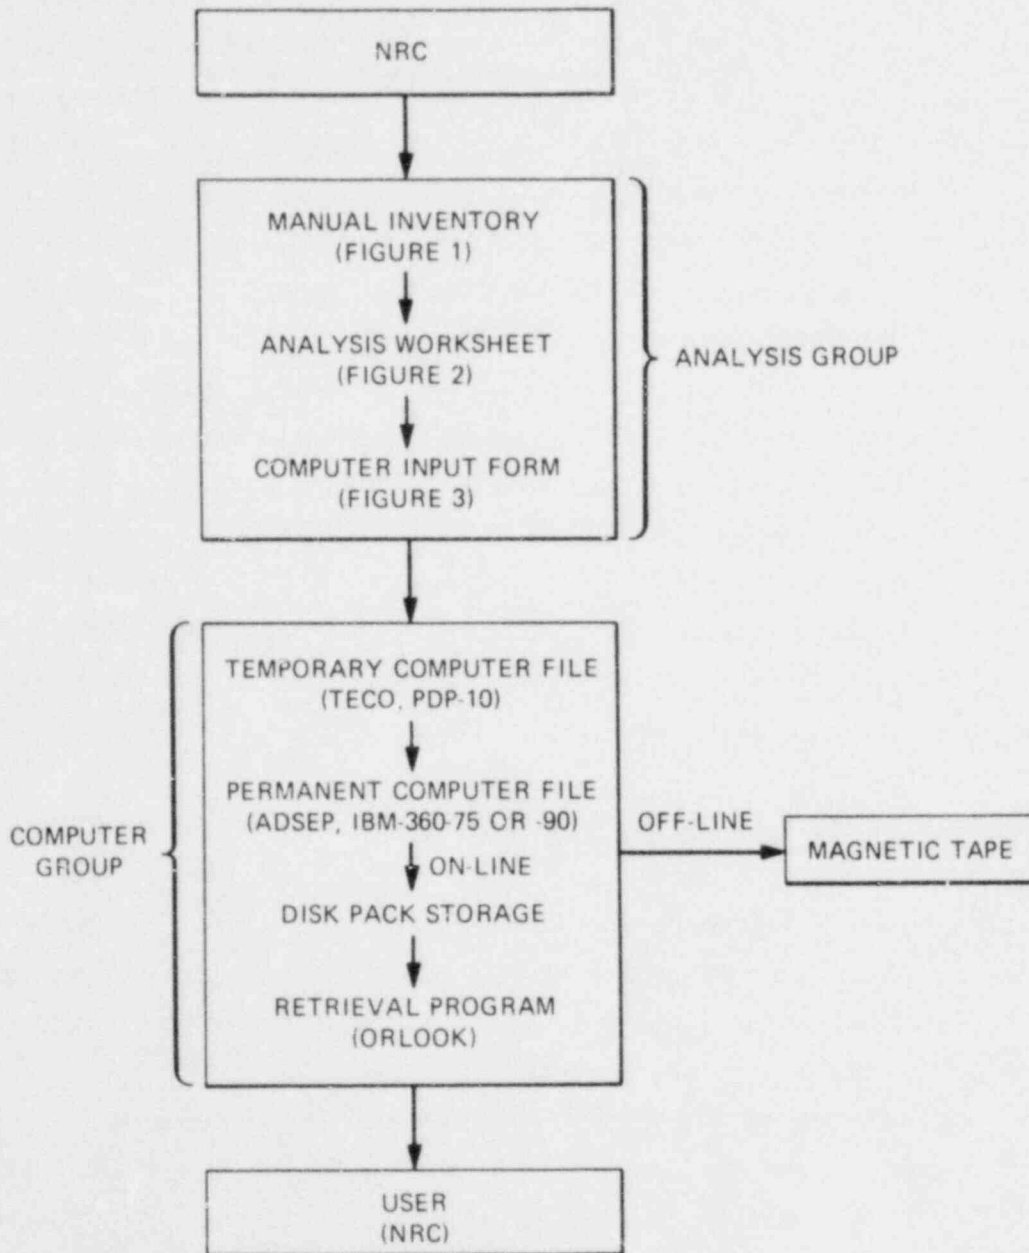 NRC
MANUAL INVENTORY
(FIGURE 1)
ANALYSIS WORKSHEET
(FIGURE 2)
COMPUTER INPUT FORM
(FIGURE 3)
ANALYSIS GROUP
TEMPORARY COMPUTER FILE
(TECO, PDP-10)
PERMANENT COMPUTER FILE
(ADSEP, IBM-360-75 OR -90)
ON-LINE
DISK PACK STORAGE
RETRIEVAL PROGRAM
(ORLOOK)
COMPUTER
GROUP
OFF-LINE
MAGNETIC TAPE
USER
(NRC)